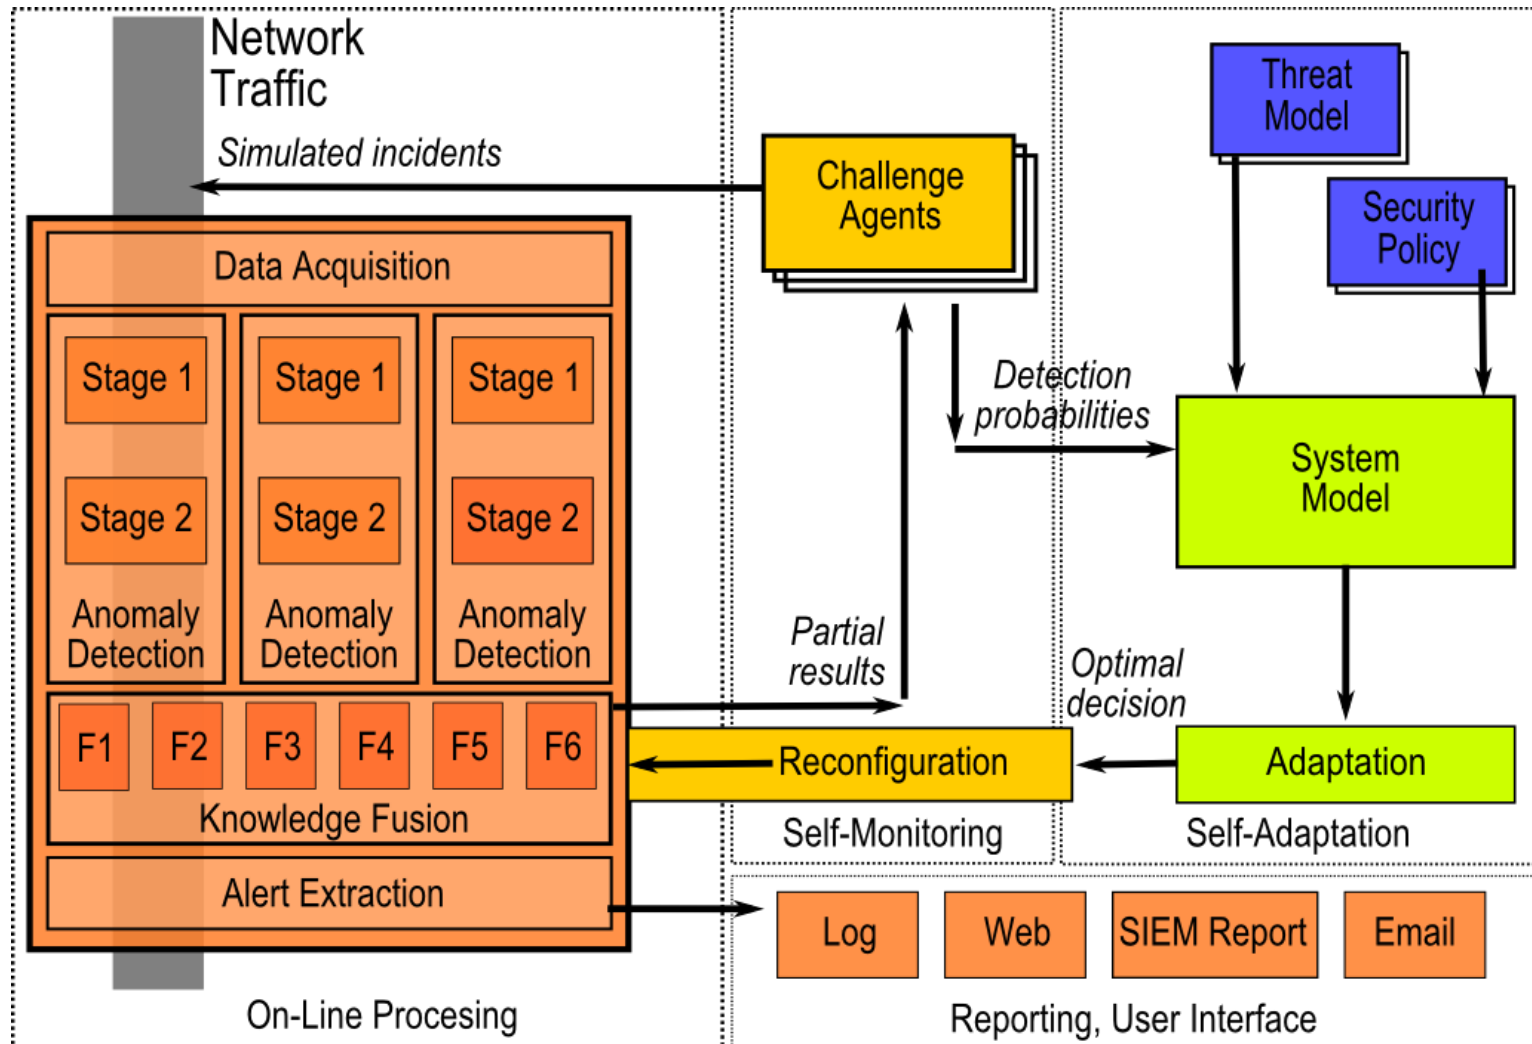 Network
Traffic
Simulated incidents
Data Acquisition
Stage 1
Stage 1
Stage 1
Stage 2
Stage 2
Stage 2
Anomaly
Detection
Anomaly
Detection
Anomaly
Detection
F1
F2
F3
F4
F5
F6
Knowledge Fusion
Alert Extraction
On-Line Procesing
Challenge
Agents
Detection
probabilities
Partial
results
Reconfiguration
Self-Monitoring
Threat
Model
Security
Policy
System
Model
Optimal
decision
Adaptation
Self-Adaptation
Log
Web
SIEM Report
Email
Reporting, User Interface